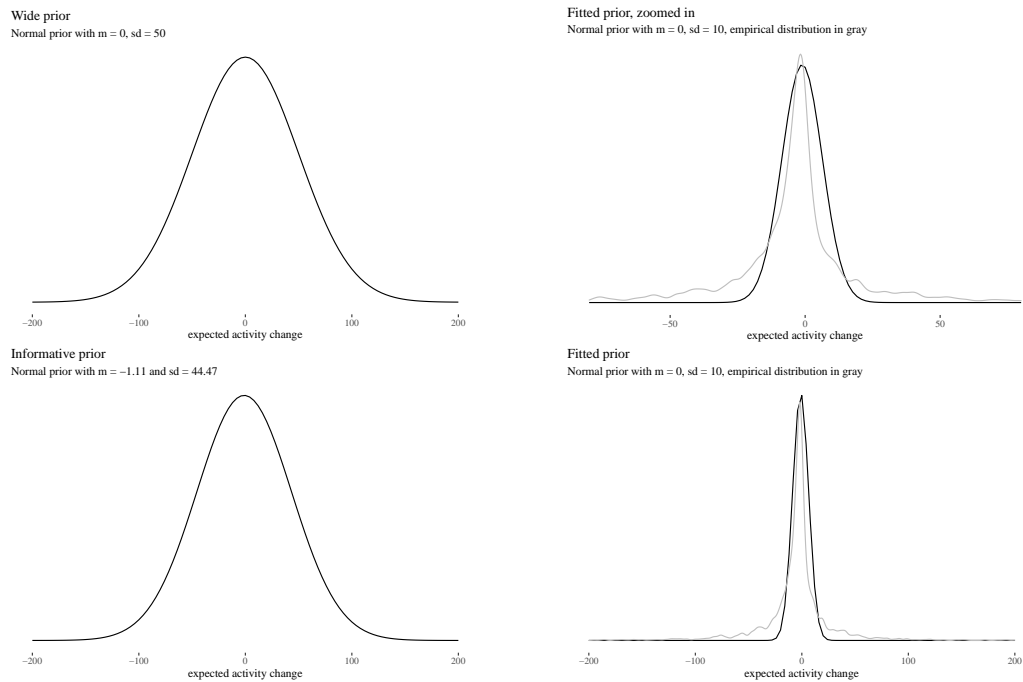 Wide prior
Normal prior with m = 0, sd = 50
−200
−100
0
100
200
expected activity change
Fitted prior, zoomed in
Normal prior with m = 0, sd = 10, empirical distribution in gray
−50
0
50
expected activity change
Informative prior
Normal prior with m = −1.11 and sd = 44.47
−200
−100
0
100
200
expected activity change
Fitted prior
Normal prior with m = 0, sd = 10, empirical distribution in gray
−200
−100
0
100
200
expected activity change